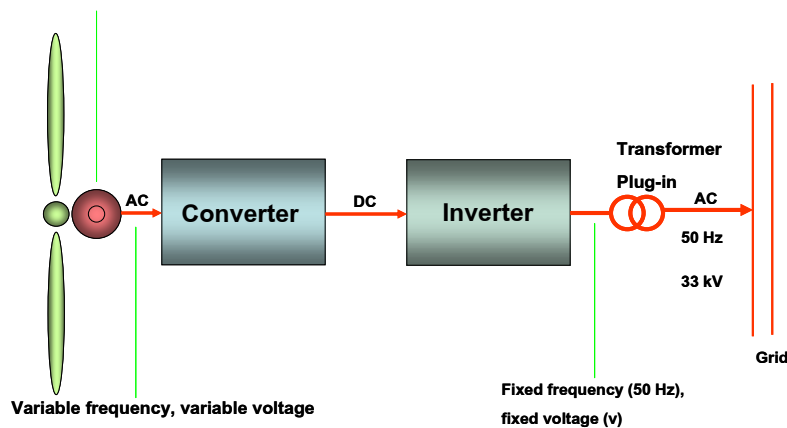 Transformer
Plug-in
AC
Converter
DC
Inverter
AC
50 Hz
33 kV
Grid
Variable frequency, variable voltage
Fixed frequency (50 Hz),
fixed voltage (v)